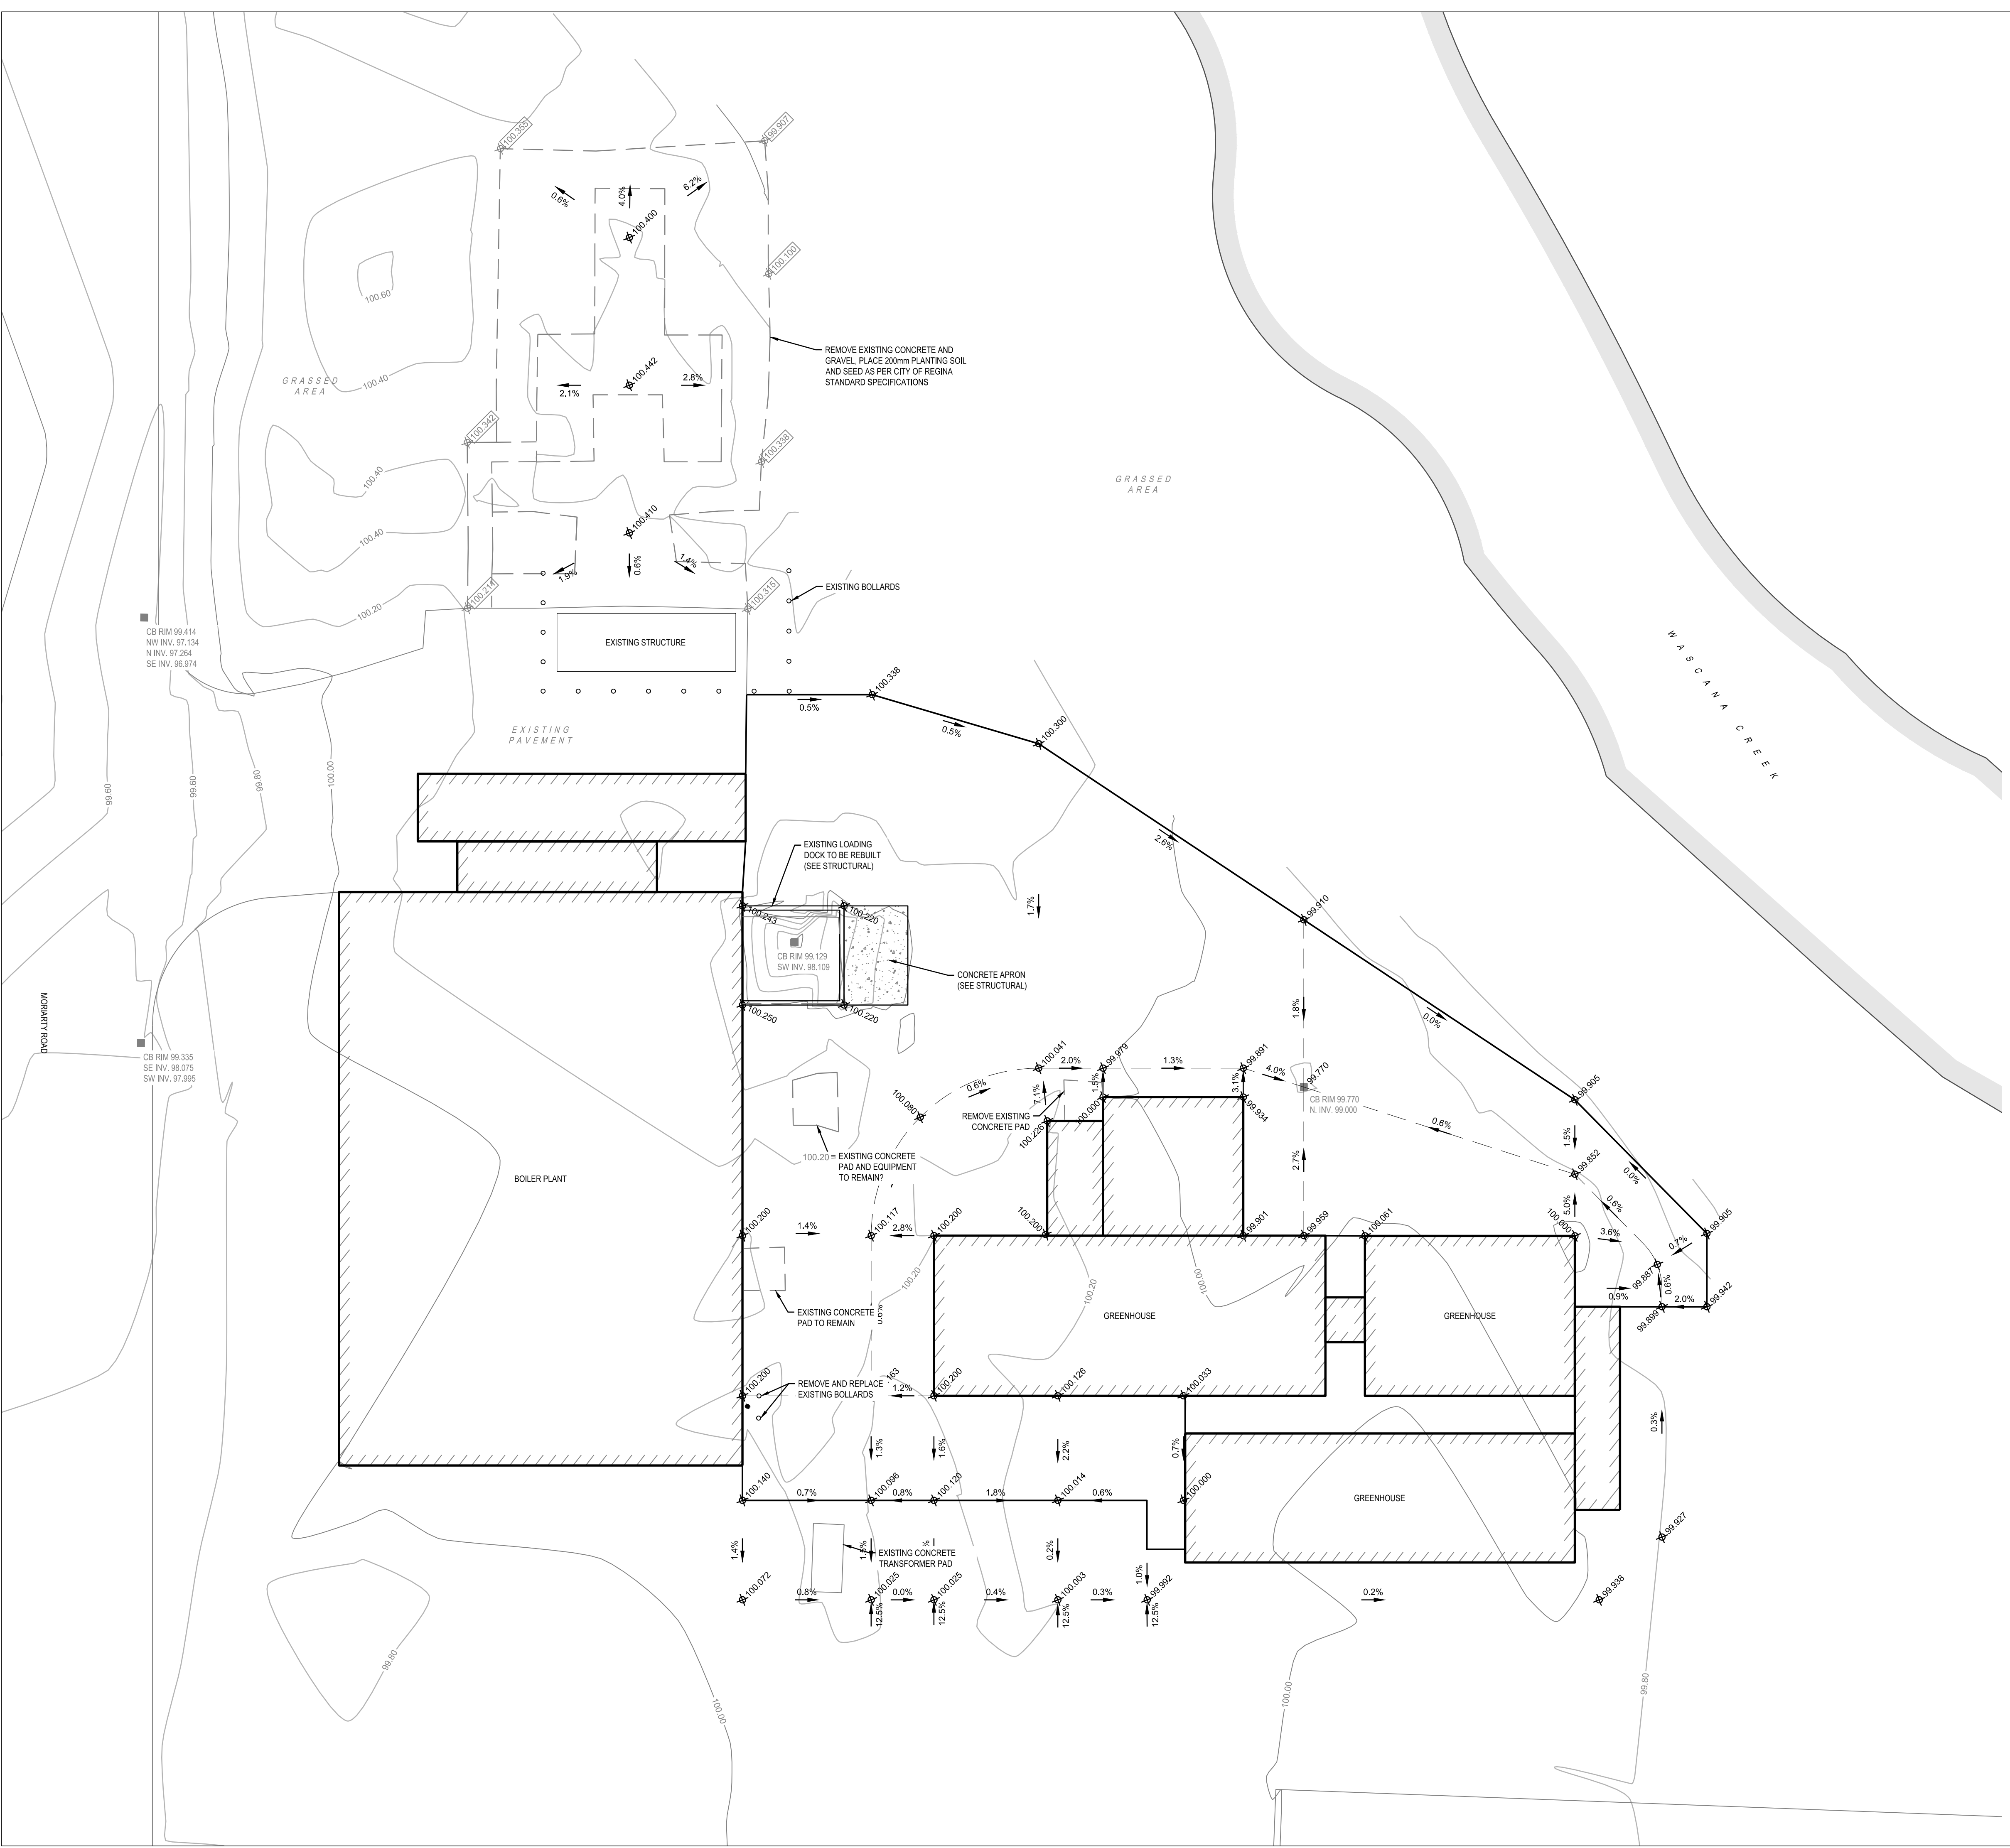 100.355
99.907
0.6%
4.0%
6.2%
100.400
100.100
100.60
REMOVE EXISTING CONCRETE AND
GRAVEL, PLACE 200mm PLANTING SOIL
AND SEED AS PER CITY OF REGINA
STANDARD SPECIFICATIONS
GRASSED
AREA
100.40
100.442
2.1%
2.8%
100.342
100.338
100.40
GRASSED
AREA
100.40
100.410
1.9%
0.6%
1.4%
EXISTING BOLLARDS
100.211
100.315
100.20
CB RIM 99.414
NW INV. 97.134
N INV. 97.264
SE INV. 96.974
EXISTING STRUCTURE
WASCANA CREEK
100.338
0.5%
0.5%
100.300
EXISTING
PAVEMENT
99.60
99.60
99.80
100.00
2.6%
EXISTING LOADING
DOCK TO BE REBUILT
(SEE STRUCTURAL)
100.243
100.220
1.7%
99.910
CB RIM 99.129
SW INV. 98.109
CONCRETE APRON
(SEE STRUCTURAL)
100.250
100.220
1.8%
0.0%
MORIARTY ROAD
CB RIM 99.335
SE INV. 98.075
SW INV. 97.995
100.041
2.0%
99.979
1.3%
99.891
4.0%
99.770
0.6%
7.1%
1.5%
3.1%
CB RIM 99.770
N. INV. 99.000
99.905
100.080
REMOVE EXISTING
CONCRETE PAD
100.000
99.934
100.226
0.6%
1.5%
100.20
EXISTING CONCRETE
PAD AND EQUIPMENT
TO REMAIN?
2.7%
99.852
0.0%
BOILER PLANT
0.6%
5.0%
100.200
1.4%
100.117
2.8%
100.200
100.200
99.901
99.959
100.061
100.000
3.6%
0.7%
99.905
100.20
100.20
100.00
99.887
0.9%
0.6%
2.0%
99.942
99.899
EXISTING CONCRETE
PAD TO REMAIN
0.6%
GREENHOUSE
GREENHOUSE
100.200
REMOVE AND REPLACE
EXISTING BOLLARDS
.163
1.2%
100.200
100.126
100.033
0.3%
1.3%
1.6%
2.2%
0.7%
100.140
0.7%
100.096
0.8%
100.120
1.8%
100.014
0.6%
100.000
GREENHOUSE
1.4%
EXISTING CONCRETE
TRANSFORMER PAD
0.2%
1.0%
99.927
100.072
0.8%
100.025
0.0%
100.025
0.4%
100.003
0.3%
99.992
0.2%
99.938
12.5%
12.5%
12.5%
12.5%
99.80
100.00
100.00
99.80